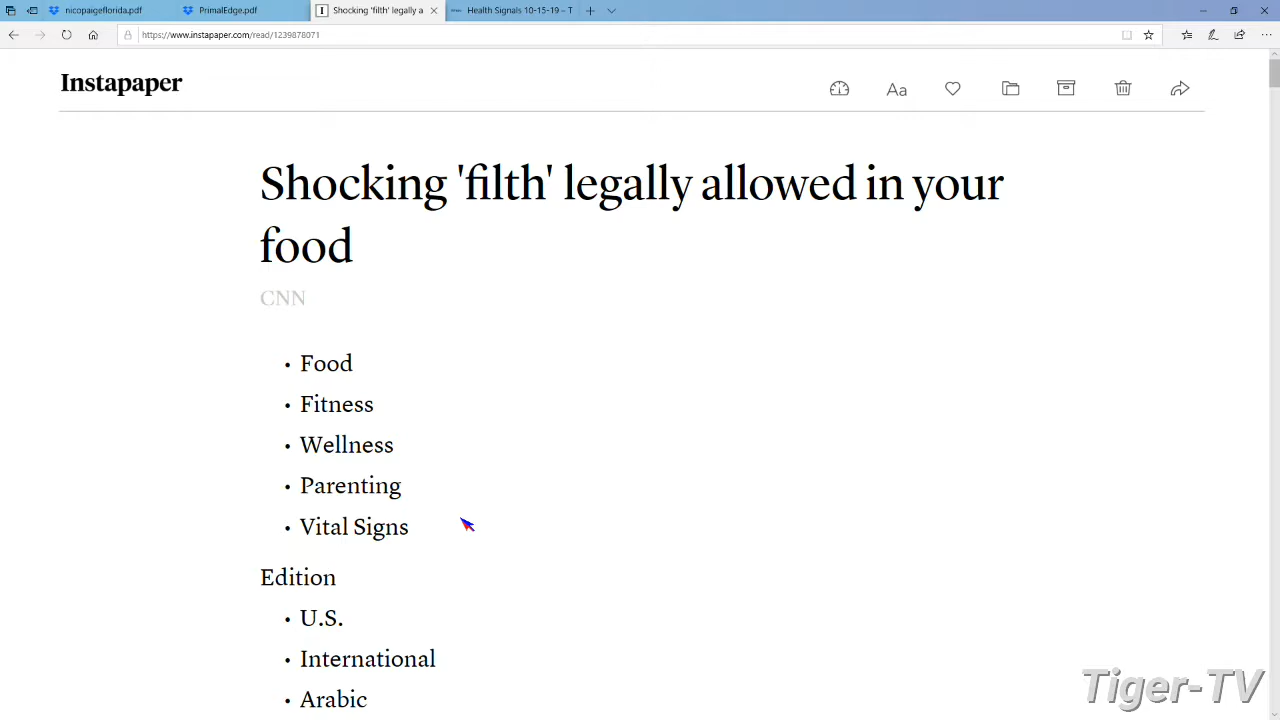 nicopaigeflorida.pdf
PrimalEdge.pdf
Shocking 'filth' legally a
Health Signals 10-15-19 – T
https://www.instapaper.com/read/1239878071
Instapaper
Aa
Shocking 'filth' legally allowed in your
food
CNN
• Food
• Fitness
• Wellness
• Parenting
• Vital Signs
Edition
• U.S.
• International
• Arabic
Tiger-TV